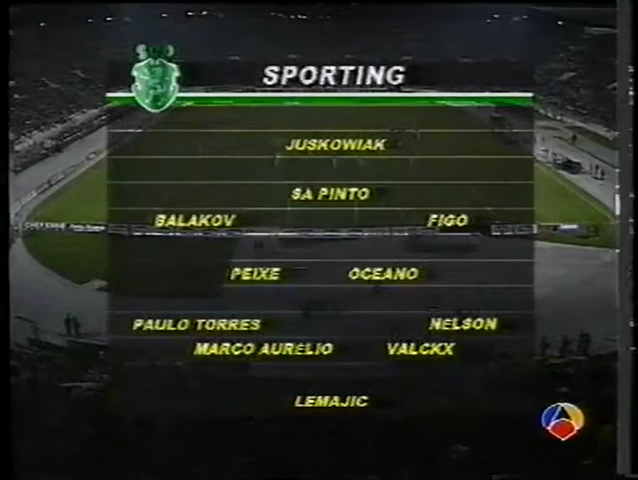 SPORTING
JUSKOWIAK
SA PINTO
BALAKOV FIGO
PEIXE OCEANO
PAULO TORRES NELSON
MARCO AURELIO VALCKX
LEMAJIC